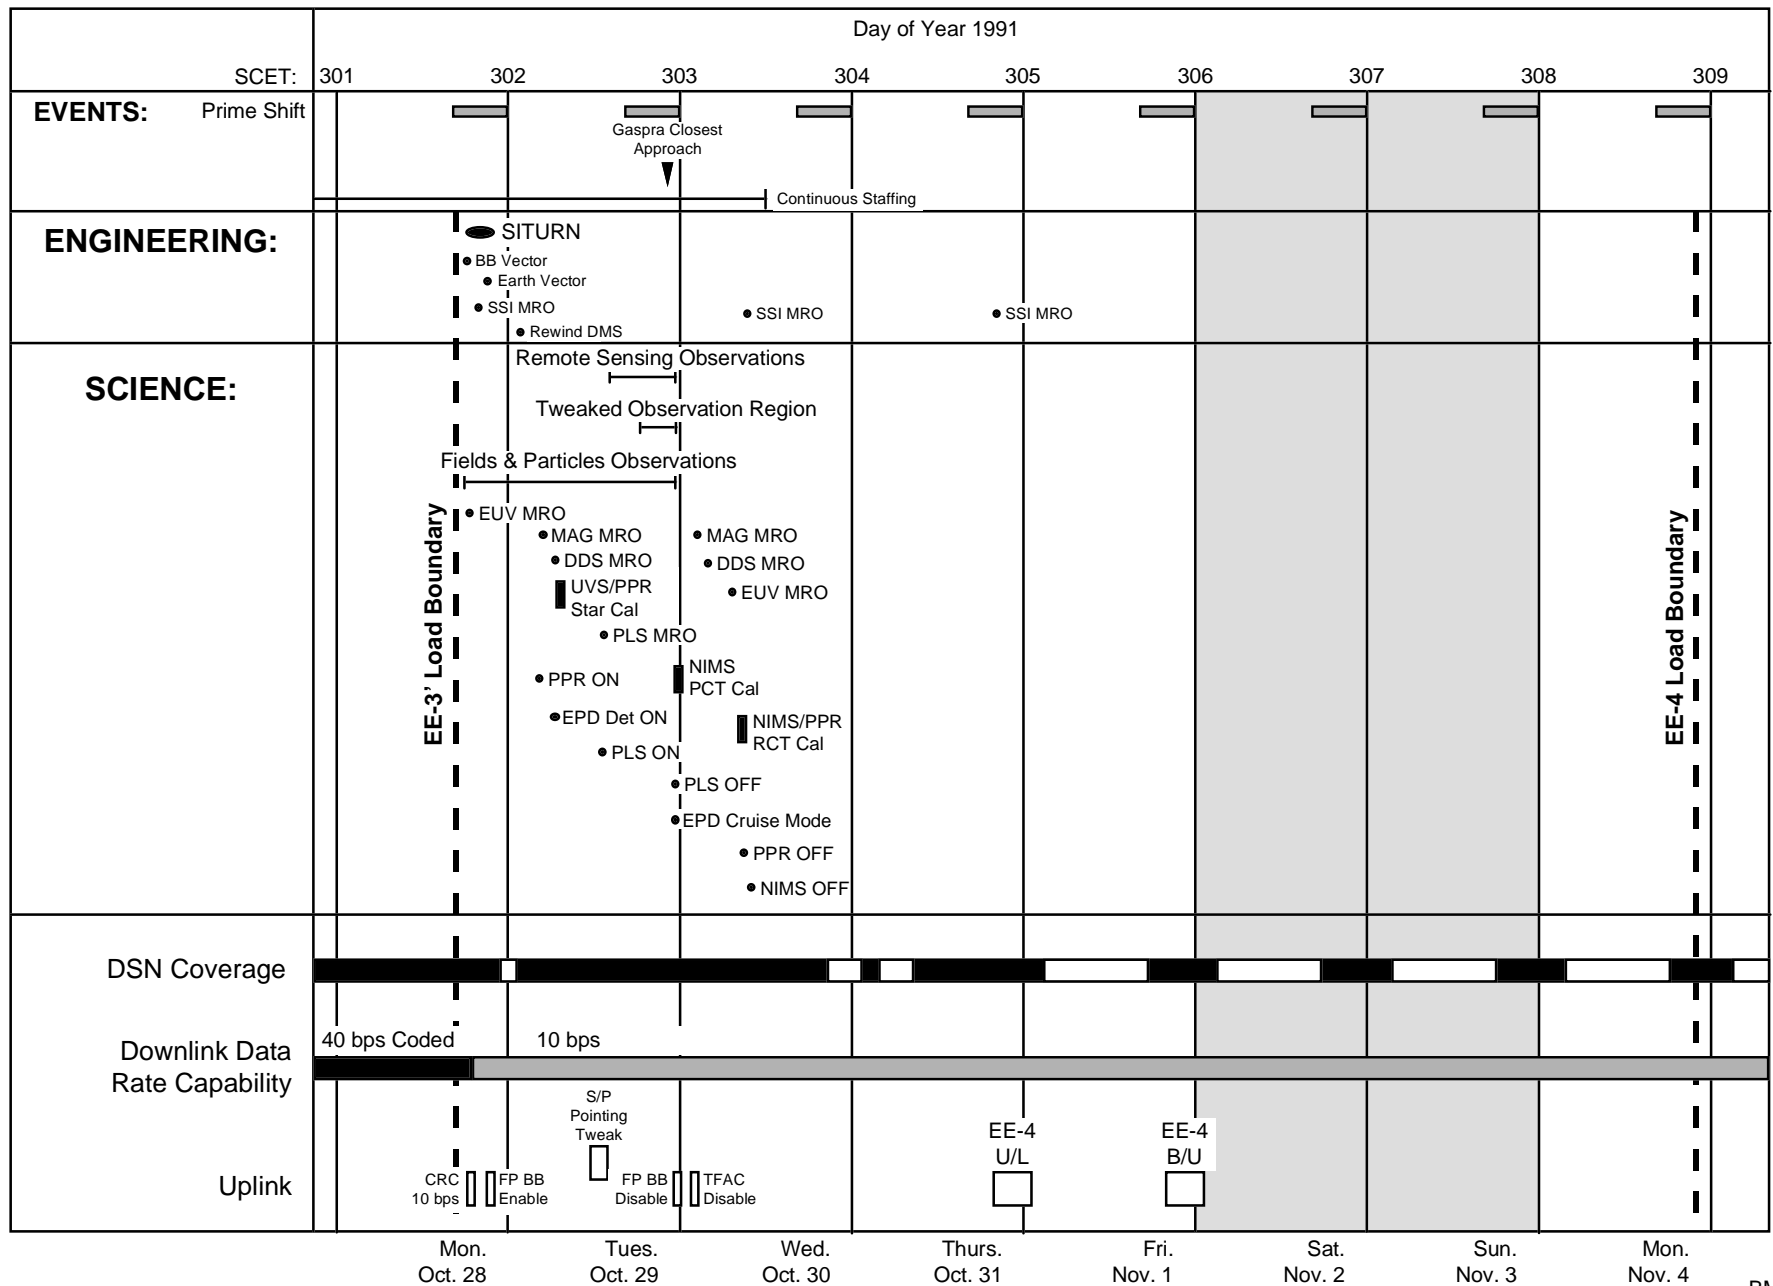 Day of Year 1991
SCET: 301 302 303 304 305 306 307 308 309
EVENTS: Prime Shift
Gaspra Closest
Approach
Continuous Staffing
ENGINEERING:
SITURN
BB Vector
Earth Vector
SSI MRO SSI MRO SSI MRO
Rewind DMS
SCIENCE:
Remote Sensing Observations
Tweaked Observation Region
Fields & Particles Observations
EE-3' Load Boundary
EE-4 Load Boundary
EUV MRO
MAG MRO MAG MRO
DDS MRO DDS MRO
UVS/PPR
Star Cal
EUV MRO
PLS MRO
NIMS
PCT Cal
PPR ON
EPD Det ON
NIMS/PPR
RCT Cal
PLS ON
PLS OFF
EPD Cruise Mode
PPR OFF
NIMS OFF
DSN Coverage
Downlink Data
Rate Capability
40 bps Coded 10 bps
Uplink
CRC
10 bps
FP BB
Enable
S/P
Pointing
Tweak
FP BB
Disable
TFAC
Disable
EE-4
U/L
EE-4
B/U
Mon. Tues. Wed. Thurs. Fri. Sat. Sun. Mon.
Oct. 28 Oct. 29 Oct. 30 Oct. 31 Nov. 1 Nov. 2 Nov. 3 Nov. 4